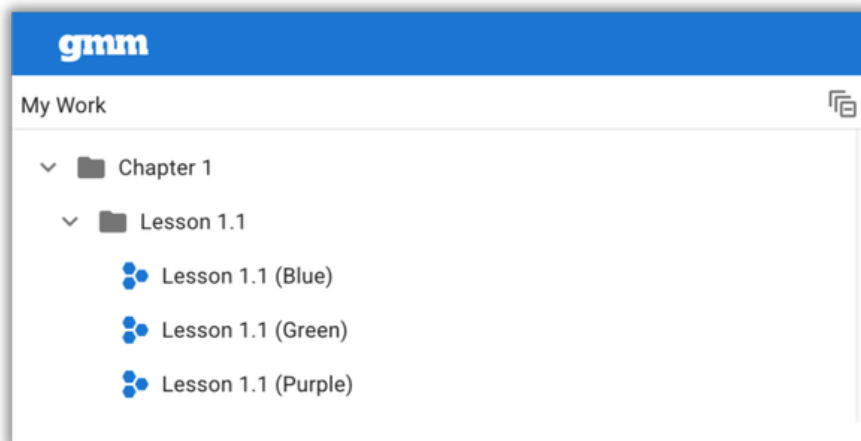 gmm
My Work
Chapter 1
Lesson 1.1
Lesson 1.1 (Blue)
Lesson 1.1 (Green)
Lesson 1.1 (Purple)